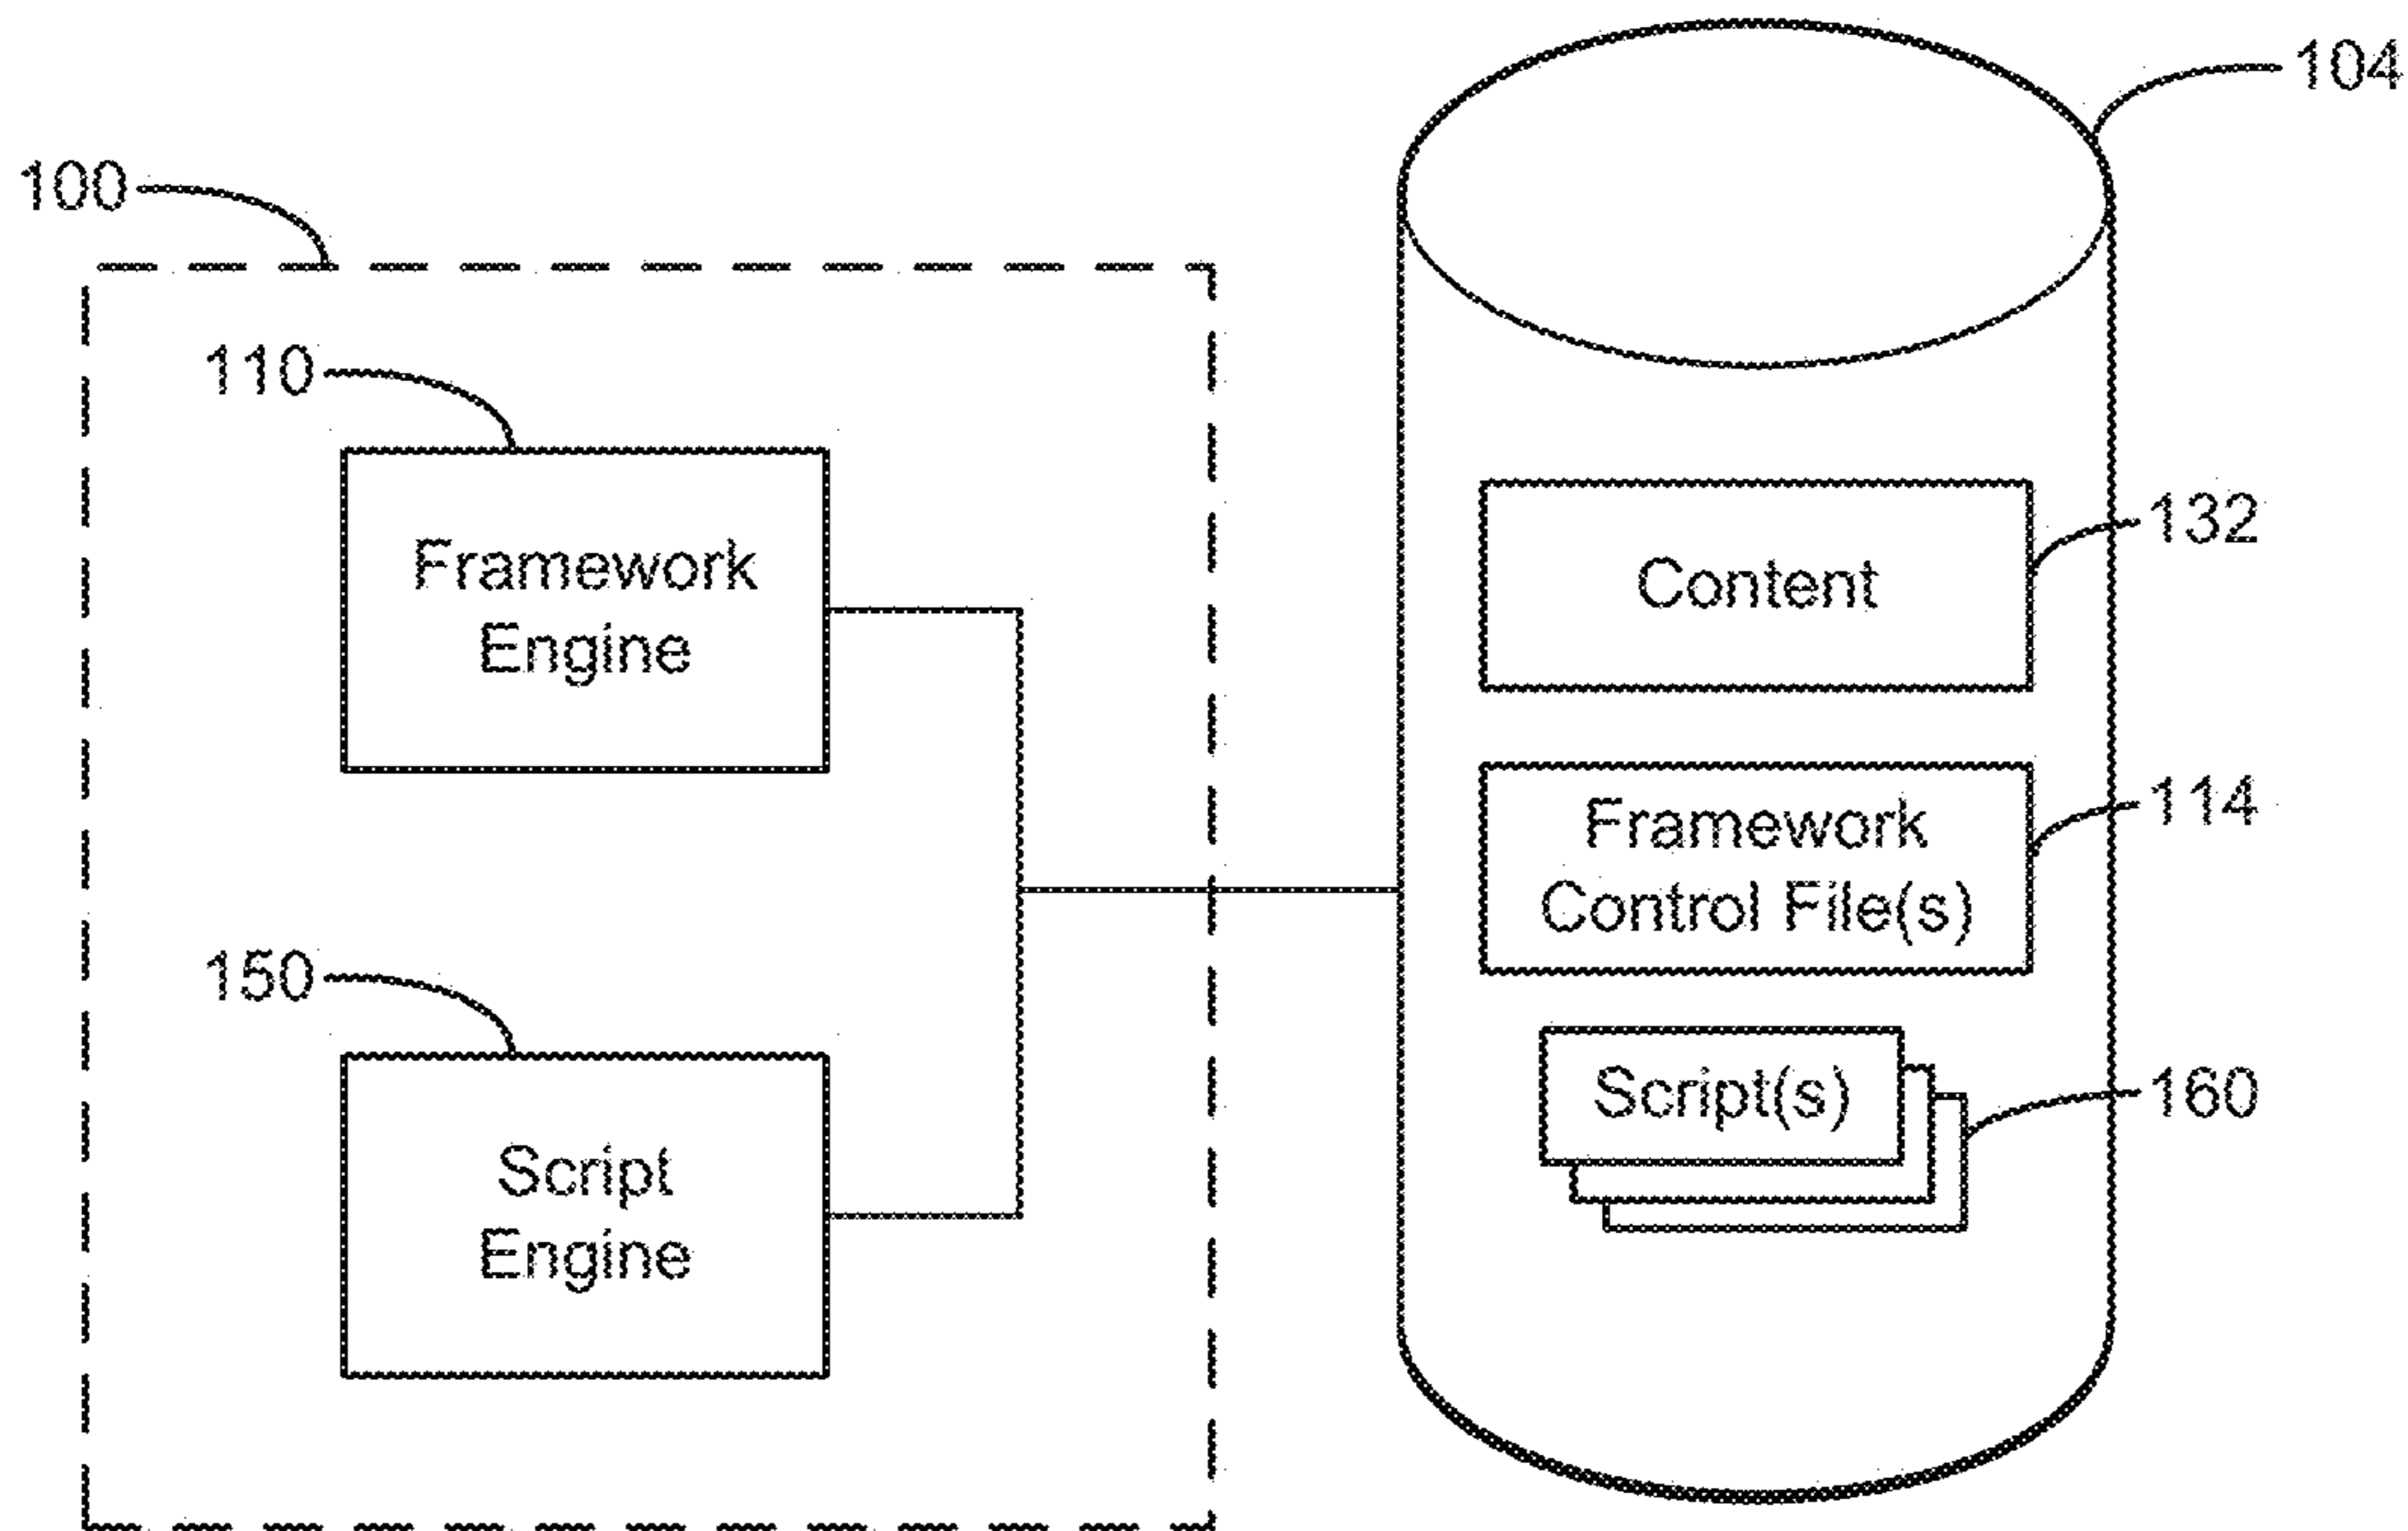 104
100
110
Framework
Engine
132
Content
114
Framework
Control File(s)
150
160
Script(s)
Script
Engine